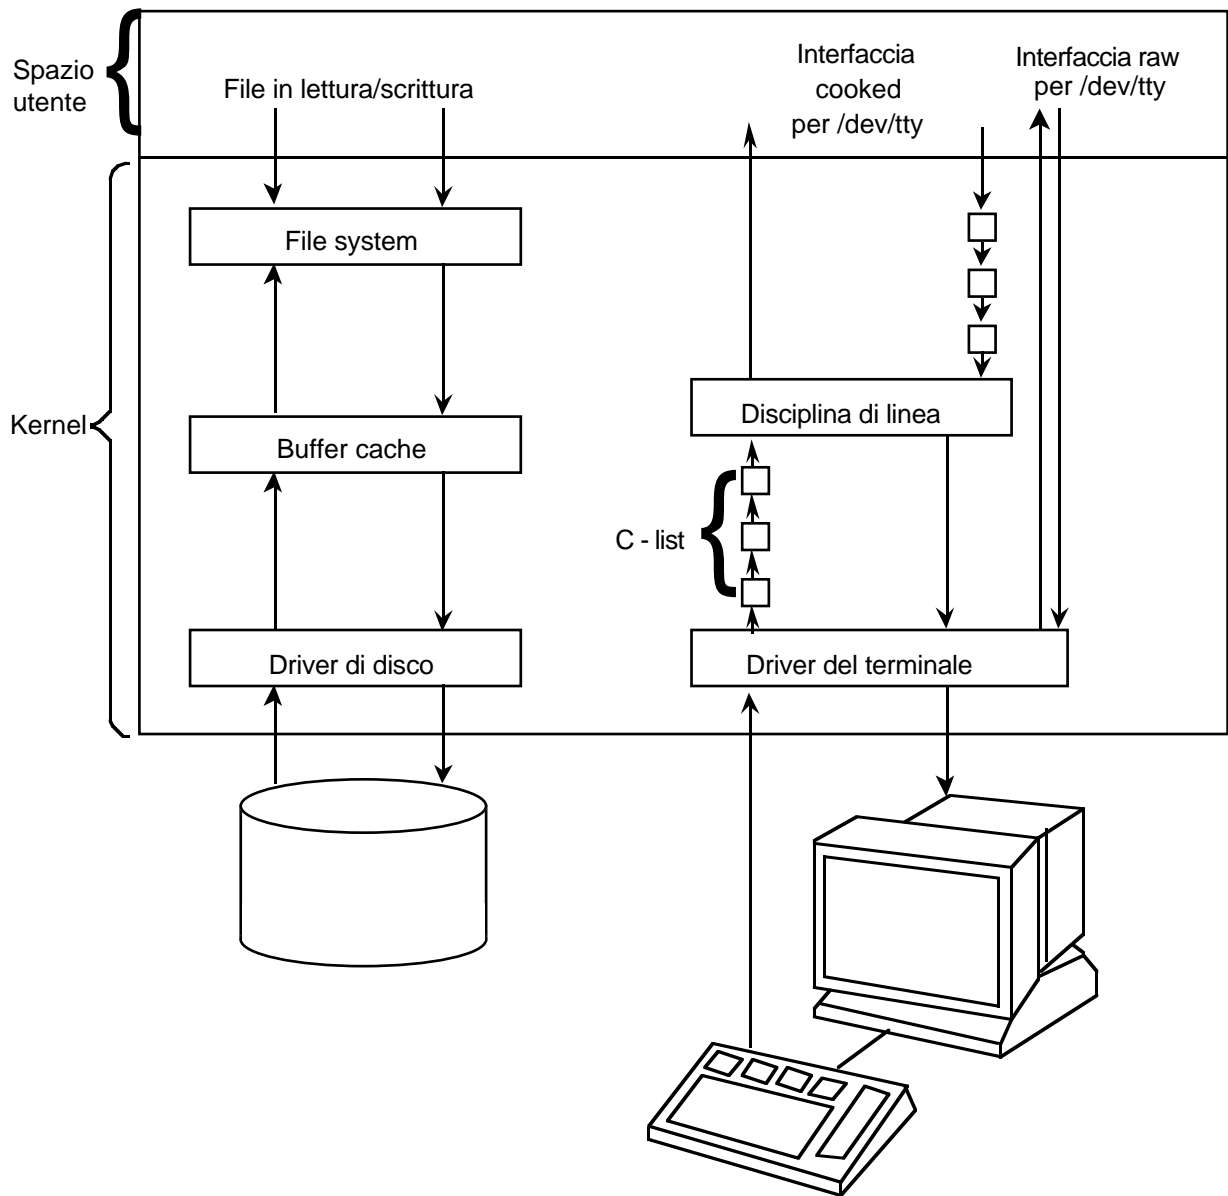 Spazio
utente
File in lettura/scrittura
Interfaccia
cooked
per /dev/tty
Interfaccia raw
per /dev/tty
Kernel
File system
Buffer cache
Driver di disco
Disciplina di linea
C - list
Driver del terminale